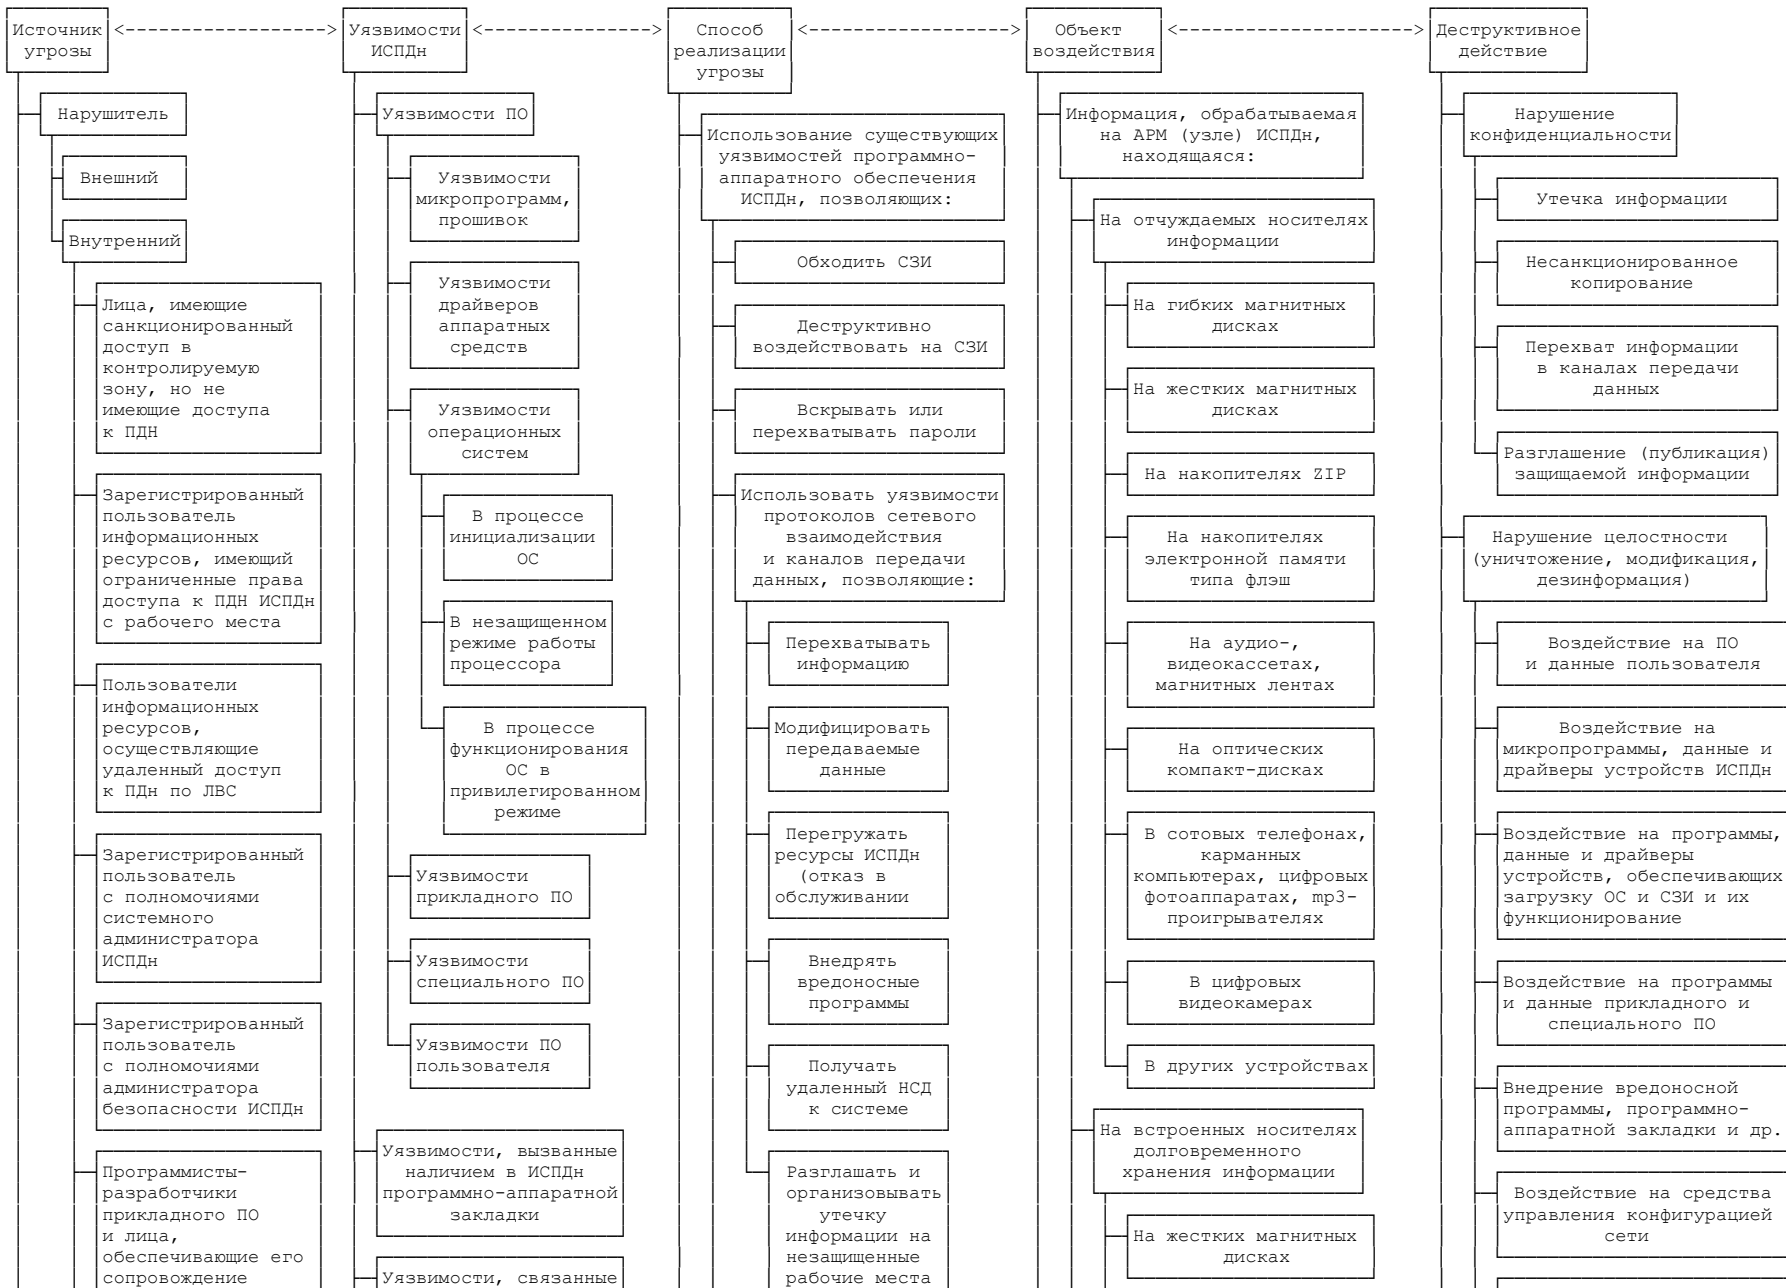 Источник
угрозы
Уязвимости
ИСПДн
Способ
реализации
угрозы
Объект
воздействия
Деструктивное
действие
Нарушитель
Внешний
Внутренний
Лица, имеющие
санкционированный
доступ в
контролируемую
зону, но не
имеющие доступа
к ПДН
Зарегистрированный
пользователь
информационных
ресурсов, имеющий
ограниченные права
доступа к ПДН ИСПДн
с рабочего места
Пользователи
информационных
ресурсов,
осуществляющие
удаленный доступ
к ПДн по ЛВС
Зарегистрированный
пользователь
с полномочиями
системного
администратора
ИСПДн
Зарегистрированный
пользователь
с полномочиями
администратора
безопасности ИСПДн
Программисты-
разработчики
прикладного ПО
и лица,
обеспечивающие его
сопровождение
Уязвимости ПО
Уязвимости
микропрограмм,
прошивок
Уязвимости
драйверов
аппаратных
средств
Уязвимости
операционных
систем
В процессе
инициализации
ОС
В незащищенном
режиме работы
процессора
В процессе
функционирования
ОС в
привилегированном
режиме
Уязвимости
прикладного ПО
Уязвимости
специального ПО
Уязвимости ПО
пользователя
Уязвимости, вызванные
наличием в ИСПДн
программно-аппаратной
закладки
Уязвимости, связанные
Использование существующих
уязвимостей программно-
аппаратного обеспечения
ИСПДн, позволяющих:
Обходить СЗИ
Деструктивно
воздействовать на СЗИ
Вскрывать или
перехватывать пароли
Использовать уязвимости
протоколов сетевого
взаимодействия
и каналов передачи
данных, позволяющие:
Перехватывать
информацию
Модифицировать
передаваемые
данные
Перегружать
ресурсы ИСПДн
(отказ в
обслуживании
Внедрять
вредоносные
программы
Получать
удаленный НСД
к системе
Разглашать и
организовывать
утечку
информации на
незащищенные
рабочие места
Информация, обрабатываемая
на АРМ (узле) ИСПДн,
находящаяся:
На отчуждаемых носителях
информации
На гибких магнитных
дисках
На жестких магнитных
дисках
На накопителях ZIP
На накопителях
электронной памяти
типа флэш
На аудио-,
видеокассетах,
магнитных лентах
На оптических
компакт-дисках
В сотовых телефонах,
карманных
компьютерах, цифровых
фотоаппаратах, mp3-
проигрывателях
В цифровых
видеокамерах
В других устройствах
На встроенных носителях
долговременного
хранения информации
На жестких магнитных
дисках
Нарушение
конфиденциальности
Утечка информации
Несанкционированное
копирование
Перехват информации
в каналах передачи
данных
Разглашение (публикация)
защищаемой информации
Нарушение целостности
(уничтожение, модификация,
дезинформация)
Воздействие на ПО
и данные пользователя
Воздействие на
микропрограммы, данные и
драйверы устройств ИСПДн
Воздействие на программы,
данные и драйверы
устройств, обеспечивающих
загрузку ОС и СЗИ и их
функционирование
Воздействие на программы
и данные прикладного и
специального ПО
Внедрение вредоносной
программы, программно-
аппаратной закладки и др.
Воздействие на средства
управления конфигурацией
сети